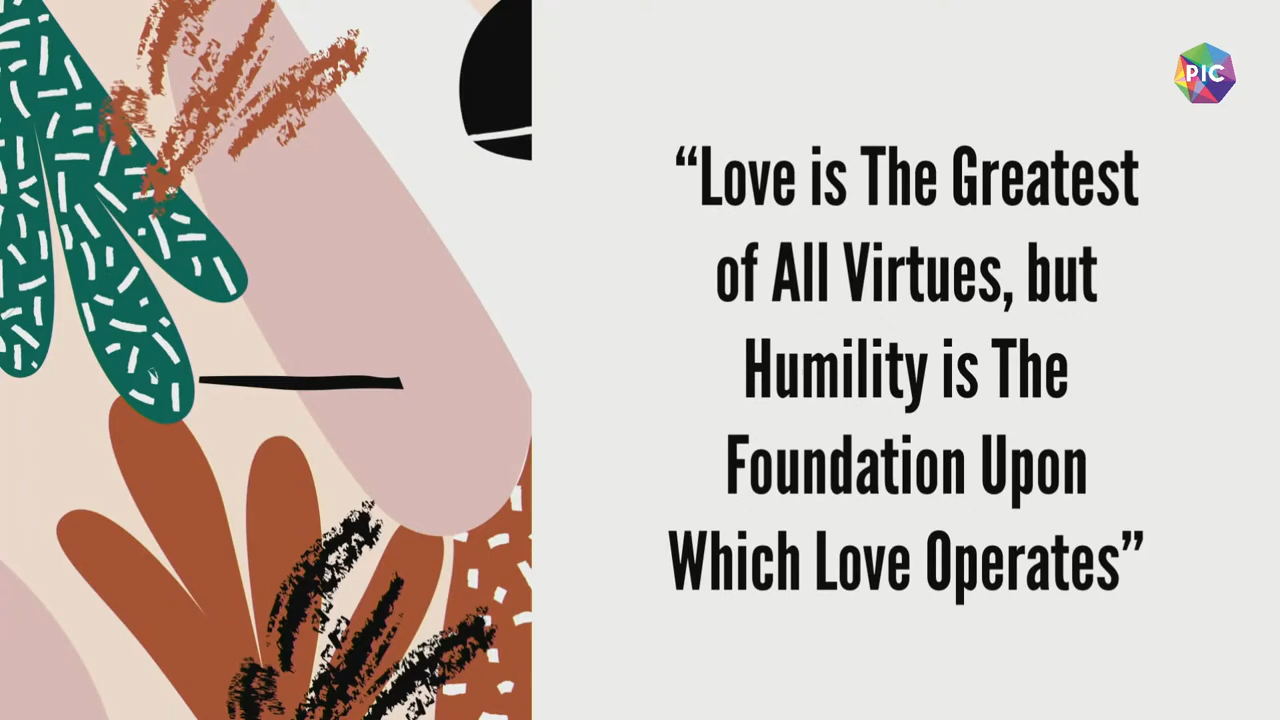 PIC
“Love is The Greatest
of All Virtues, but
Humility is The
Foundation Upon
Which Love Operates”